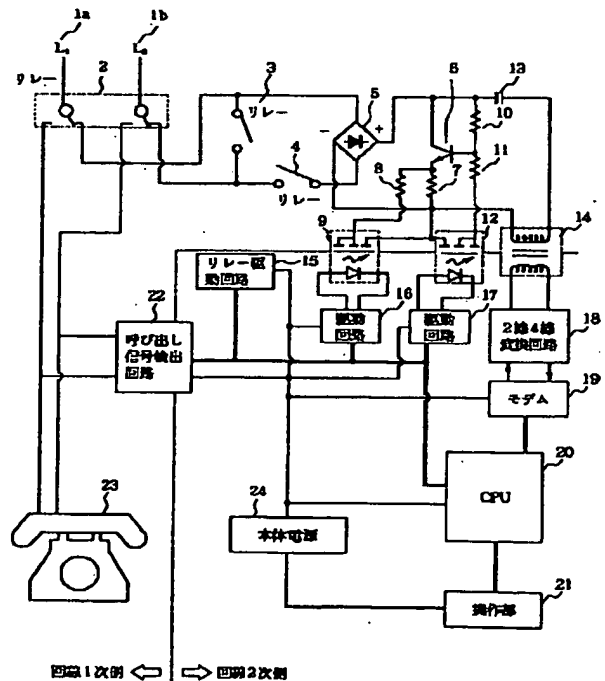 1a
1b
L₁
L₂
リレー
2
3
リレー
4
リレー
5
-
+
6
13
10
11
8
7
9
12
14
リレー駆
動回路
15
22
呼び出し
信号検出
回路
駆動
回路
16
駆動
回路
17
2線4線
変換回路
18
モデム
19
20
CPU
23
24
本体電源
操作部
21
回線1次側
回線2次側